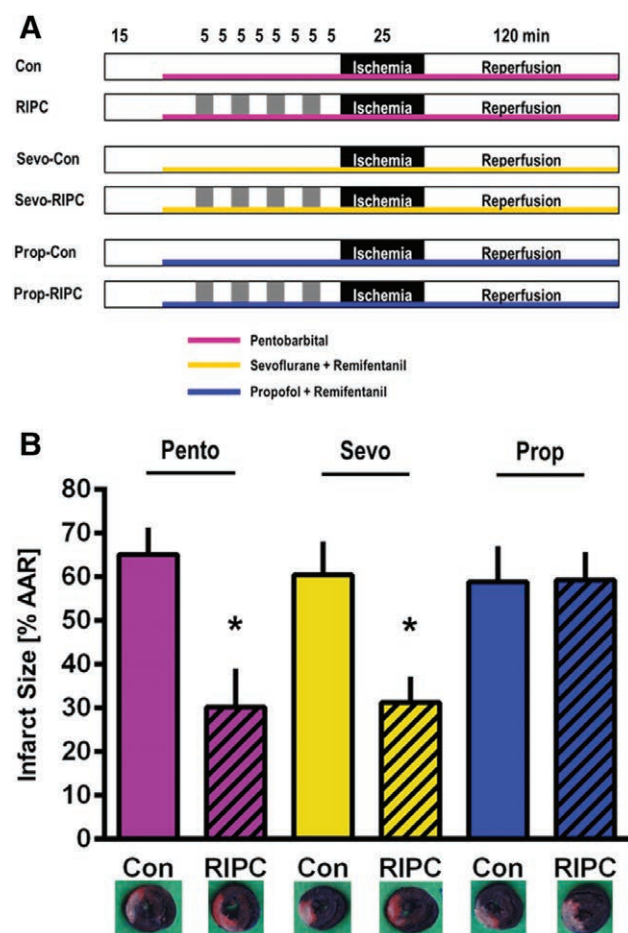 A
15 5 5 5 5 5 5 5 5 25 120 min
Con Ischemia Reperfusion
RIPC Ischemia Reperfusion
Sevo-Con Ischemia Reperfusion
Sevo-RIPC Ischemia Reperfusion
Prop-Con Ischemia Reperfusion
Prop-RIPC Ischemia Reperfusion
Pentobarbital
Sevoflurane + Remifentanil
Propofol + Remifentanil
B
Pento Sevo Prop
Infarct Size [% AAR]
80
70
60
50
40
30
20
10
0
* *
Con RIPC Con RIPC Con RIPC